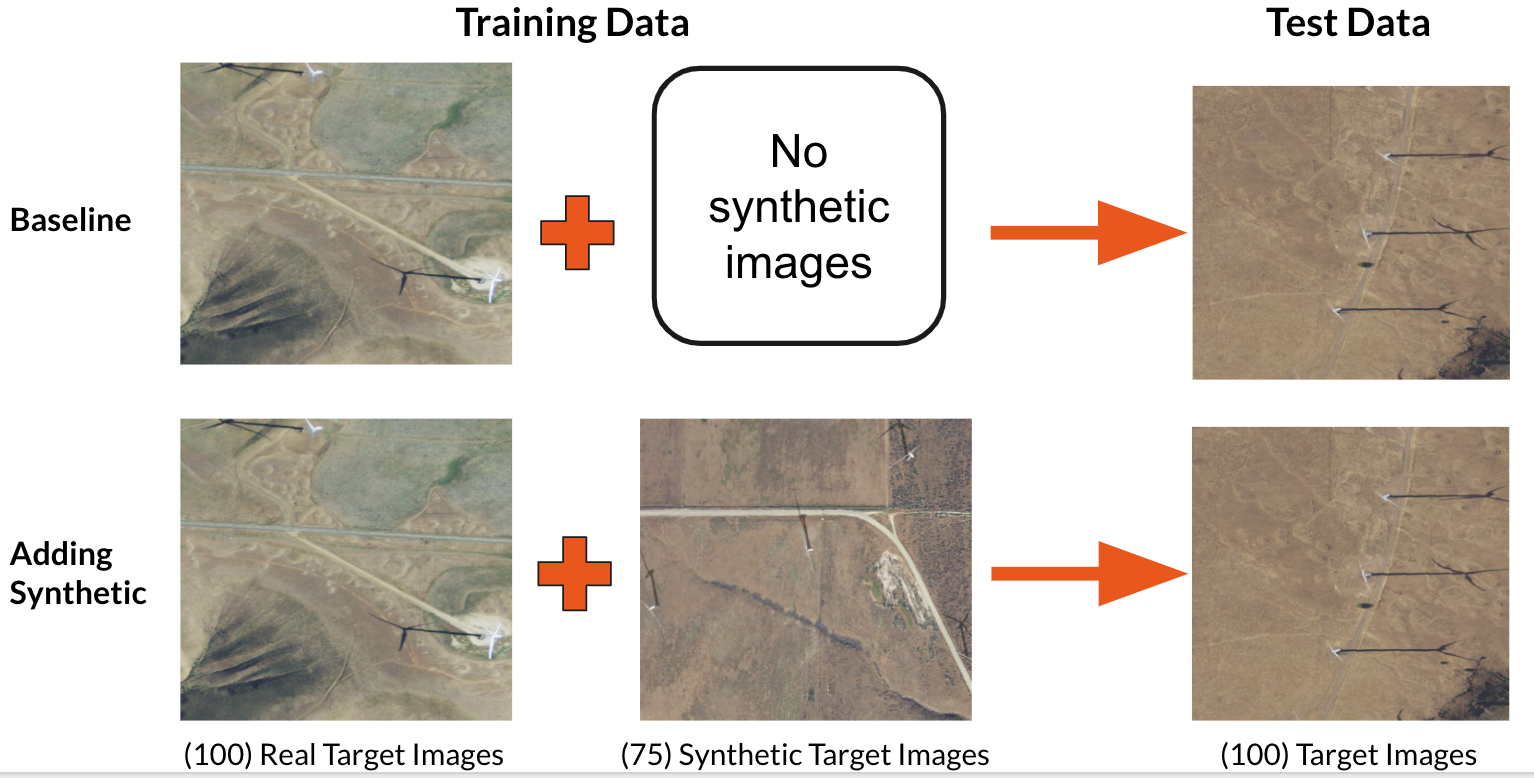 Training Data
Test Data
Baseline
No
synthetic
images
Adding
Synthetic
(100) Real Target Images
(75) Synthetic Target Images
(100) Target Images